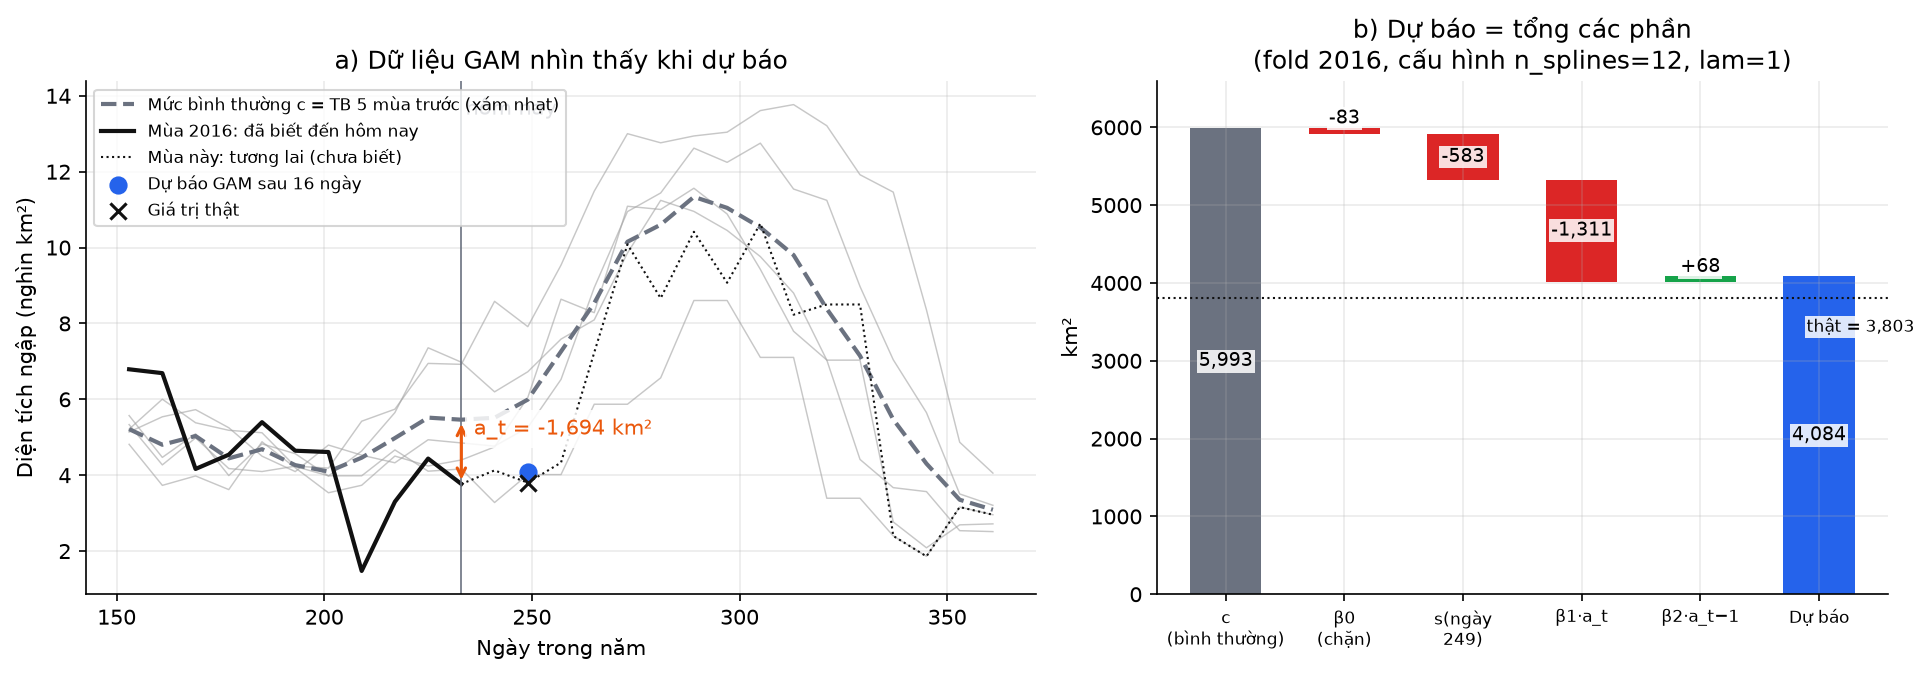 a) Dữ liệu GAM nhìn thấy khi dự báo
Diện tích ngập (nghìn km²)
14
12
10
8
6
4
2
Mức bình thường c = TB 5 mùa trước (xám nhạt)
Mùa 2016: đã biết đến hôm nay
Mùa này: tương lai (chưa biết)
Dự báo GAM sau 16 ngày
Giá trị thật
hôm nay
a_t = -1,694 km²
150
200
250
300
350
Ngày trong năm
b) Dự báo = tổng các phần
(fold 2016, cấu hình n_splines=12, lam=1)
km²
6000
5000
4000
3000
2000
1000
0
5,993
-83
-583
-1,311
+68
4,084
thật = 3,803
c
(bình thường)
β0
(chặn)
s(ngày
249)
β1·a_t
β2·a_t−1
Dự báo